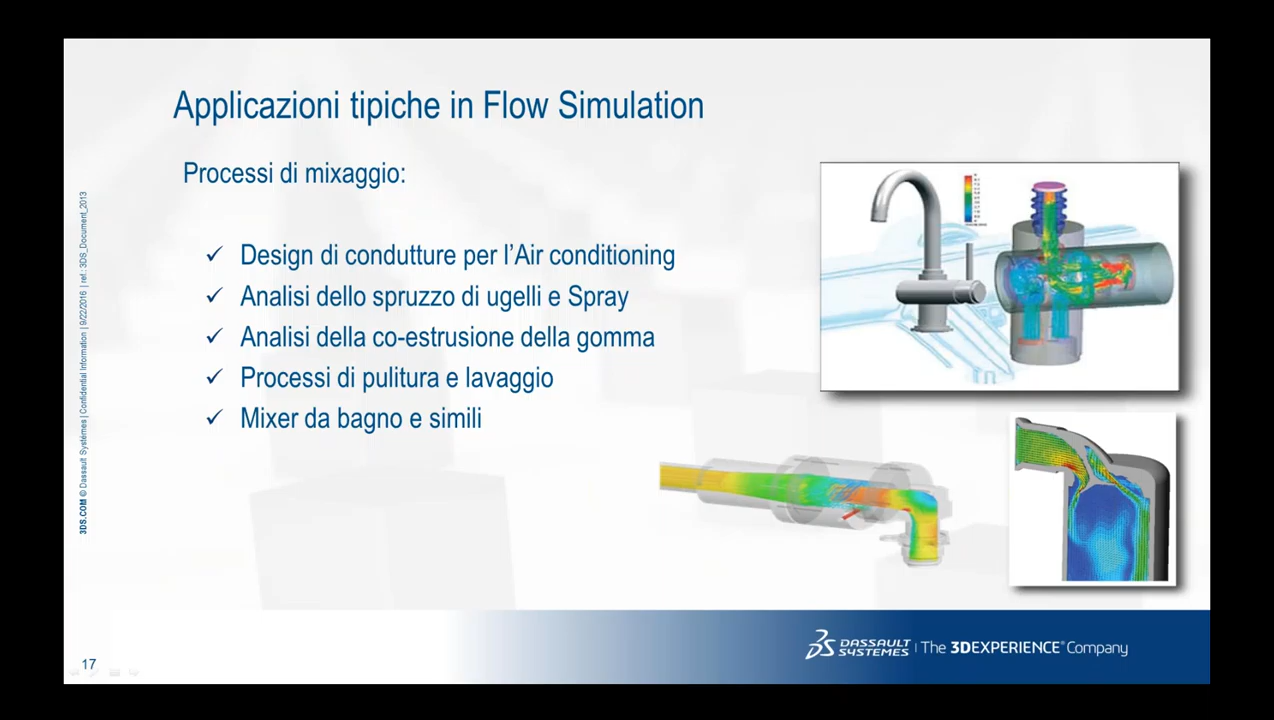 Applicazioni tipiche in Flow Simulation
Processi di mixaggio:
✓ Design di condutture per l’Air conditioning
✓ Analisi dello spruzzo di ugelli e Spray
✓ Analisi della co-estrusione della gomma
✓ Processi di pulitura e lavaggio
✓ Mixer da bagno e simili
3DS.COM © Dassault Systèmes | Confidential Information | 9/22/2016 | ref.: 3DS_Document_2013
17
DASSAULT SYSTEMES | The 3DEXPERIENCE® Company